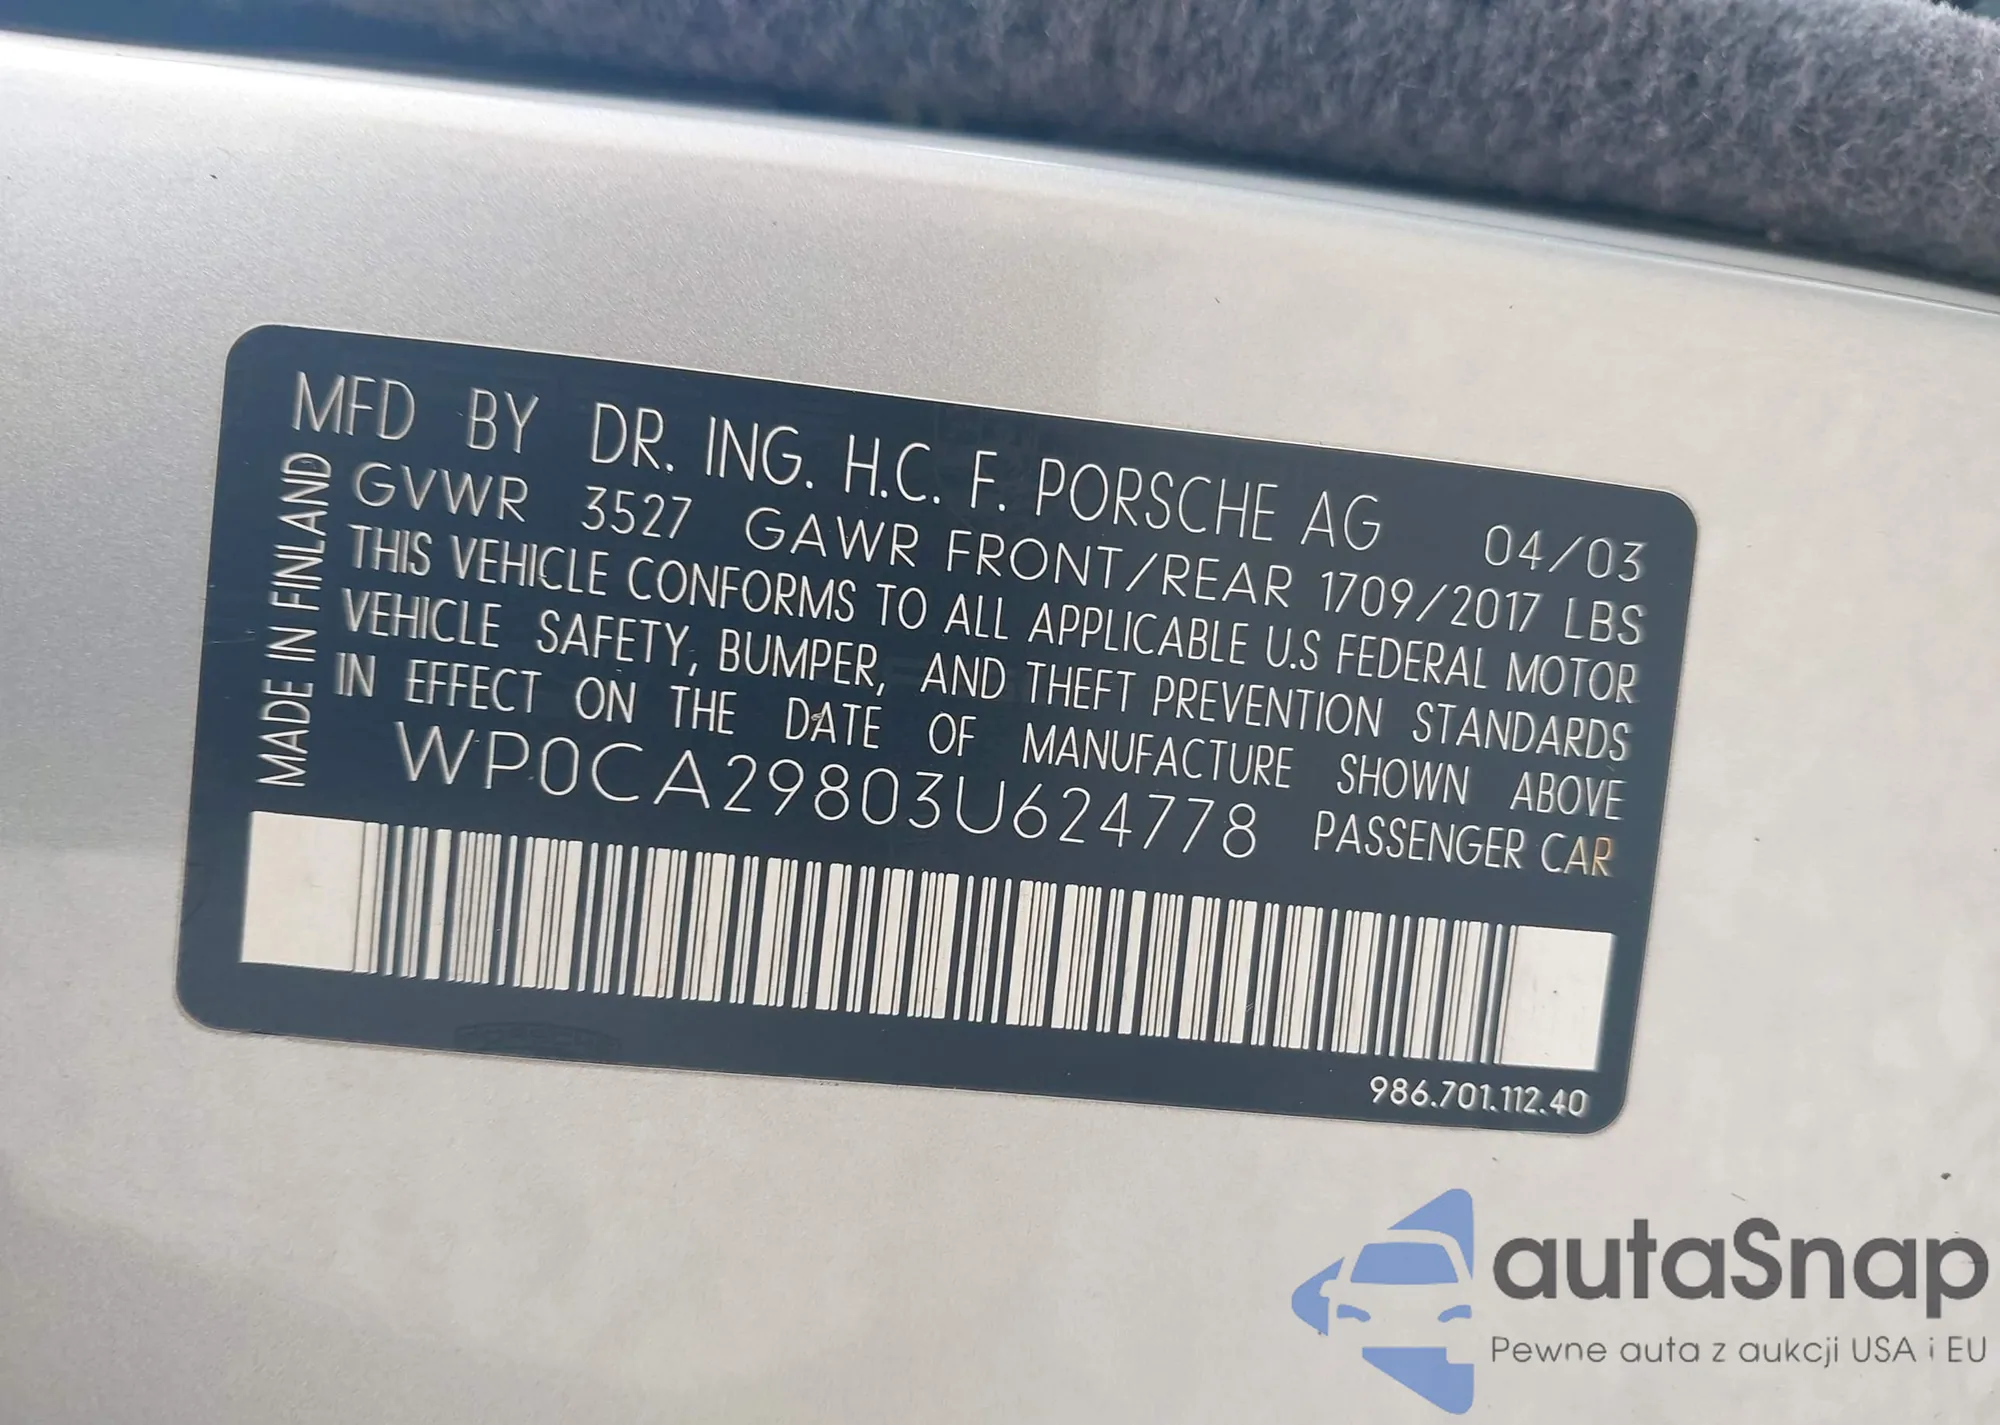 MFD BY DR. ING. H.C. F. PORSCHE AG 04/03
GVWR 3527 GAWR FRONT/REAR 1709/2017 LBS
THIS VEHICLE CONFORMS TO ALL APPLICABLE U.S FEDERAL MOTOR
VEHICLE SAFETY, BUMPER, AND THEFT PREVENTION STANDARDS
IN EFFECT ON THE DATE OF MANUFACTURE SHOWN ABOVE
WP0CA29803U624778 PASSENGER CAR
MADE IN FINLAND
986.701.112.40
autaSnap
Pewne auta z aukcji USA i EU